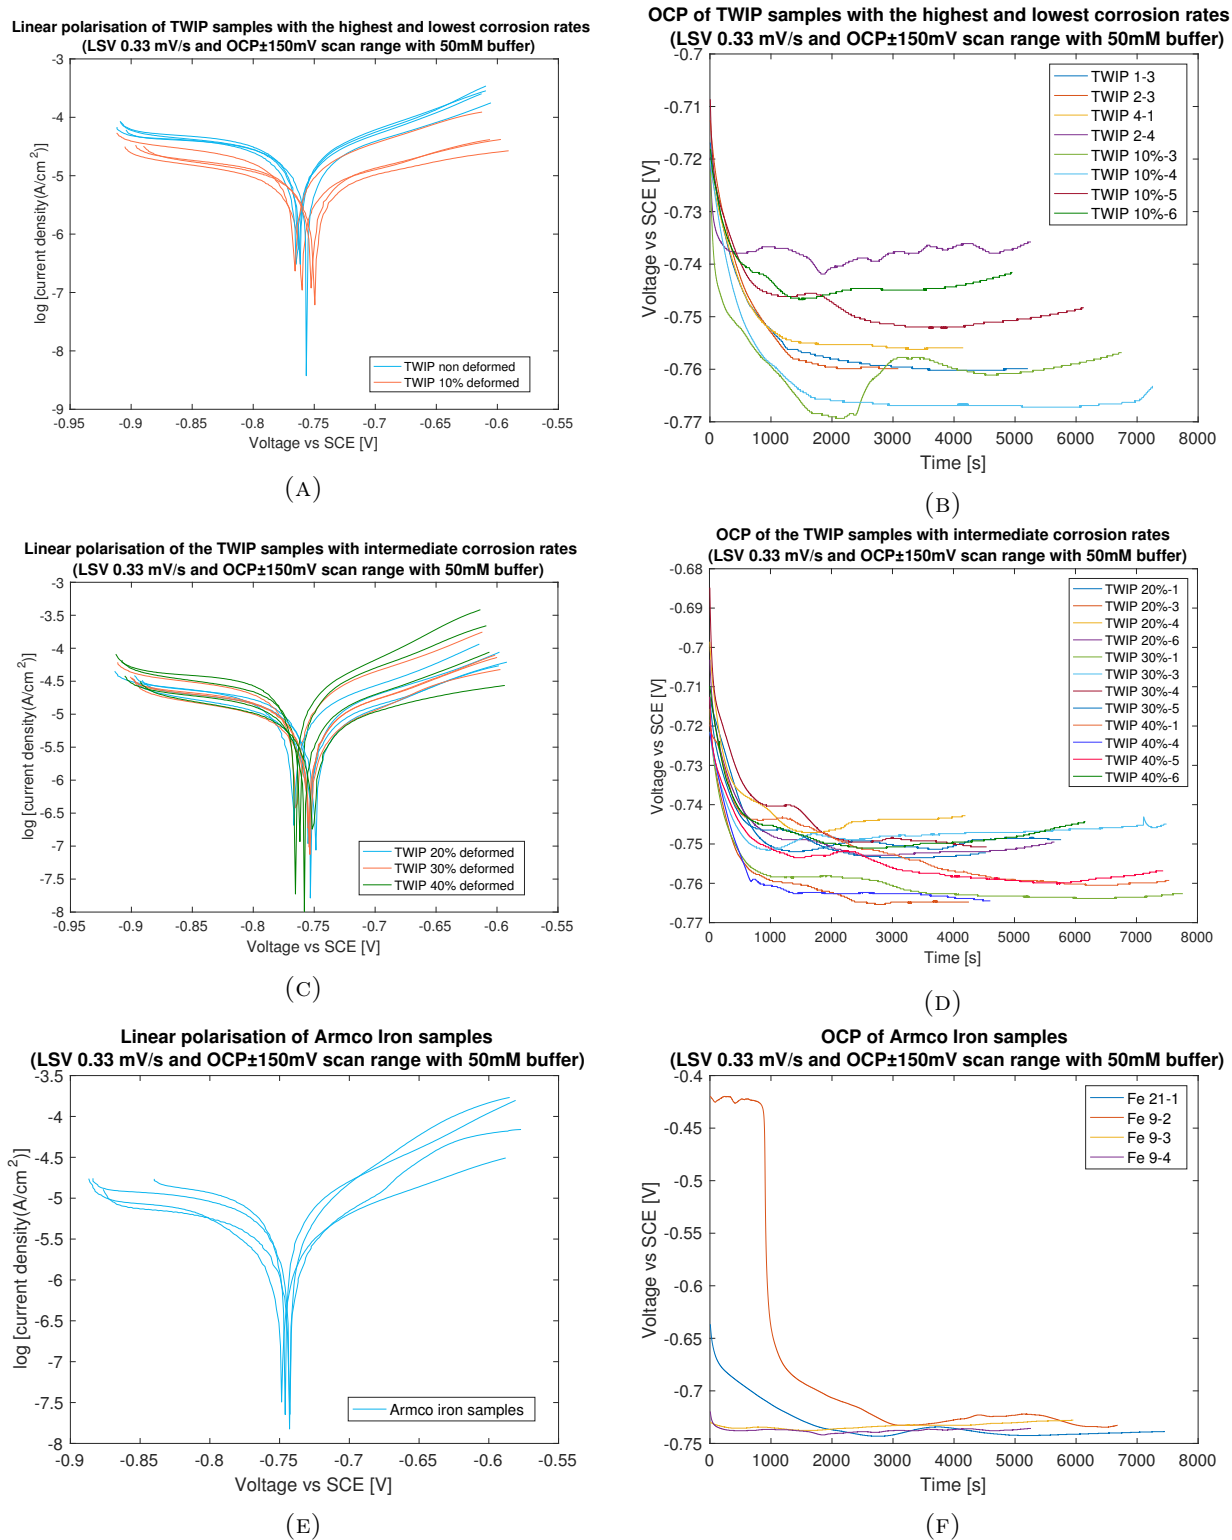 Linear polarisation of TWIP samples with the highest and lowest corrosion rates
(LSV 0.33 mV/s and OCP±150mV scan range with 50mM buffer)
-3
-4
-5
-6
-7
-8
-9
log [current density(A/cm^2)]
-0.95 -0.9 -0.85 -0.8 -0.75 -0.7 -0.65 -0.6 -0.55
Voltage vs SCE [V]
TWIP non deformed
TWIP 10% deformed
(A)
OCP of TWIP samples with the highest and lowest corrosion rates
(LSV 0.33 mV/s and OCP±150mV scan range with 50mM buffer)
-0.7
-0.71
-0.72
-0.73
-0.74
-0.75
-0.76
-0.77
Voltage vs SCE [V]
0 1000 2000 3000 4000 5000 6000 7000 8000
Time [s]
TWIP 1-3
TWIP 2-3
TWIP 4-1
TWIP 2-4
TWIP 10%-3
TWIP 10%-4
TWIP 10%-5
TWIP 10%-6
(B)
Linear polarisation of the TWIP samples with intermediate corrosion rates
(LSV 0.33 mV/s and OCP±150mV scan range with 50mM buffer)
-3
-3.5
-4
-4.5
-5
-5.5
-6
-6.5
-7
-7.5
-8
log [current density(A/cm^2)]
-0.95 -0.9 -0.85 -0.8 -0.75 -0.7 -0.65 -0.6 -0.55
Voltage vs SCE [V]
TWIP 20% deformed
TWIP 30% deformed
TWIP 40% deformed
(C)
OCP of the TWIP samples with intermediate corrosion rates
(LSV 0.33 mV/s and OCP±150mV scan range with 50mM buffer)
-0.68
-0.69
-0.7
-0.71
-0.72
-0.73
-0.74
-0.75
-0.76
-0.77
Voltage vs SCE [V]
0 1000 2000 3000 4000 5000 6000 7000 8000
Time [s]
TWIP 20%-1
TWIP 20%-3
TWIP 20%-4
TWIP 20%-6
TWIP 30%-1
TWIP 30%-3
TWIP 30%-4
TWIP 30%-5
TWIP 40%-1
TWIP 40%-4
TWIP 40%-5
TWIP 40%-6
(D)
Linear polarisation of Armco Iron samples
(LSV 0.33 mV/s and OCP±150mV scan range with 50mM buffer)
-3.5
-4
-4.5
-5
-5.5
-6
-6.5
-7
-7.5
-8
log [current density(A/cm^2)]
-0.9 -0.85 -0.8 -0.75 -0.7 -0.65 -0.6 -0.55
Voltage vs SCE [V]
Armco iron samples
(E)
OCP of Armco Iron samples
(LSV 0.33 mV/s and OCP±150mV scan range with 50mM buffer)
-0.4
-0.45
-0.5
-0.55
-0.6
-0.65
-0.7
-0.75
Voltage vs SCE [V]
0 1000 2000 3000 4000 5000 6000 7000 8000
Time [s]
Fe 21-1
Fe 9-2
Fe 9-3
Fe 9-4
(F)